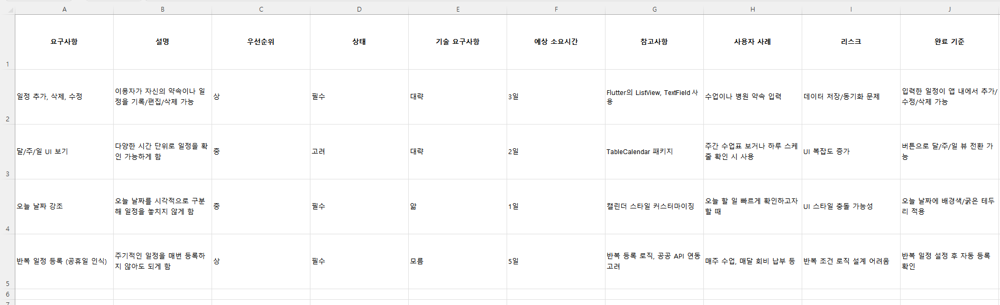 A B C D E F G H I J
1 요구사항 설명 우선순위 상태 기술 요구사항 예상 소요시간 참고사항 사용자 사례 리스크 완료 기준
2 일정 추가, 삭제, 수정
이용자가 자신의 약속이나 일
정을 기록/편집/삭제 가능
상
필수
대략
3일
Flutter의 ListView, TextField 사
용
수업이나 병원 약속 입력
데이터 저장/동기화 문제
입력한 일정이 앱 내에서 추가/
수정/삭제 가능
3 달/주/일 UI 보기
다양한 시간 단위로 일정을 확
인 가능하게 함
중
고려
대략
2일
TableCalendar 패키지
주간 수업표 보거나 하루 스케
줄 확인 시 사용
UI 복잡도 증가
버튼으로 달/주/일 뷰 전환 가
능
4 오늘 날짜 강조
오늘 날짜를 시각적으로 구분
해 일정을 놓치지 않게 함
중
필수
앎
1일
캘린더 스타일 커스터마이징
오늘 할 일 빠르게 확인하고자
할 때
UI 스타일 충돌 가능성
오늘 날짜에 배경색/굵은 테두
리 적용
5 반복 일정 등록 (공휴일 인식)
주기적인 일정을 매번 등록하
지 않아도 되게 함
상
필수
모름
5일
반복 등록 로직, 공공 API 연동
고려
매주 수업, 매달 회비 납부 등
반복 조건 로직 설계 어려움
반복 일정 설정 후 자동 등록
확인
6
7